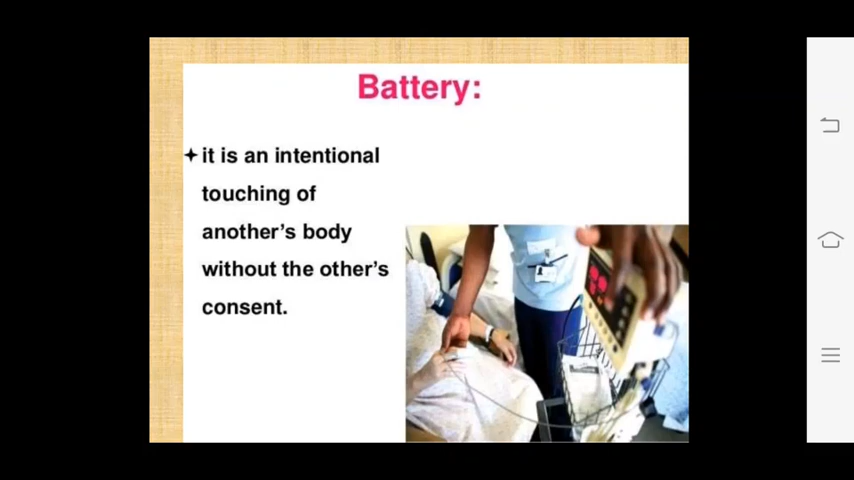 Battery:
it is an intentional
touching of
another's body
without the other's
consent.